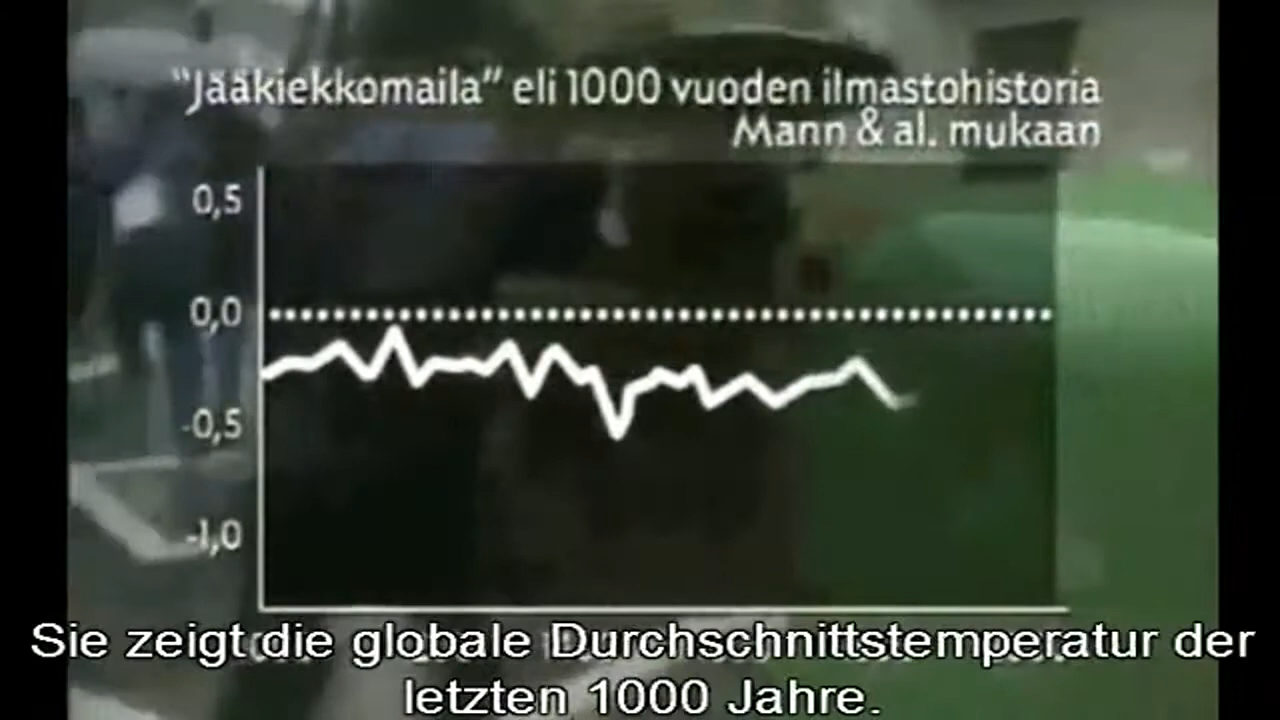 “Jääkiekkomaila” eli 1000 vuoden ilmastohistoria
Mann & al. mukaan
0,5
0,0
-0,5
-1,0
Sie zeigt die globale Durchschnittstemperatur der
letzten 1000 Jahre.